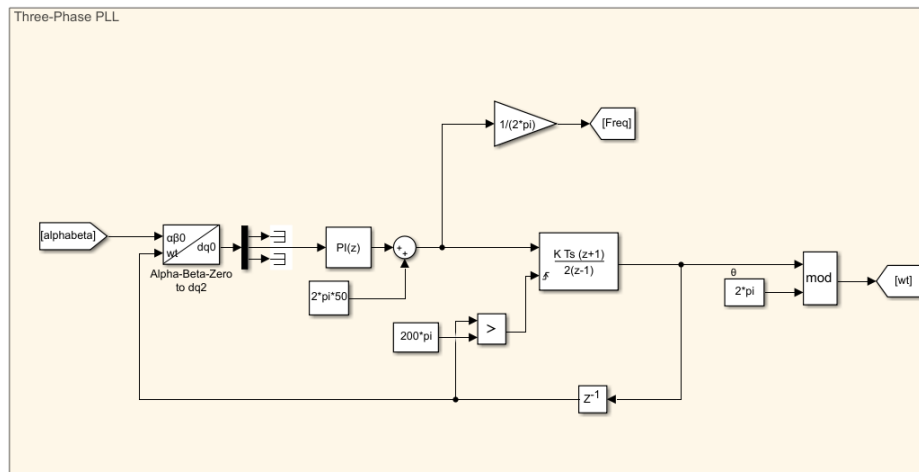 Three-Phase PLL
1/(2*pi)
[Freq]
[alphabeta]
αβ0
wt
dq0
Alpha-Beta-Zero
to dq2
PI(z)
+
+
2*pi*50
K Ts (z+1)
2(z-1)
200*pi
>
θ
2*pi
mod
[wt]
Z-1